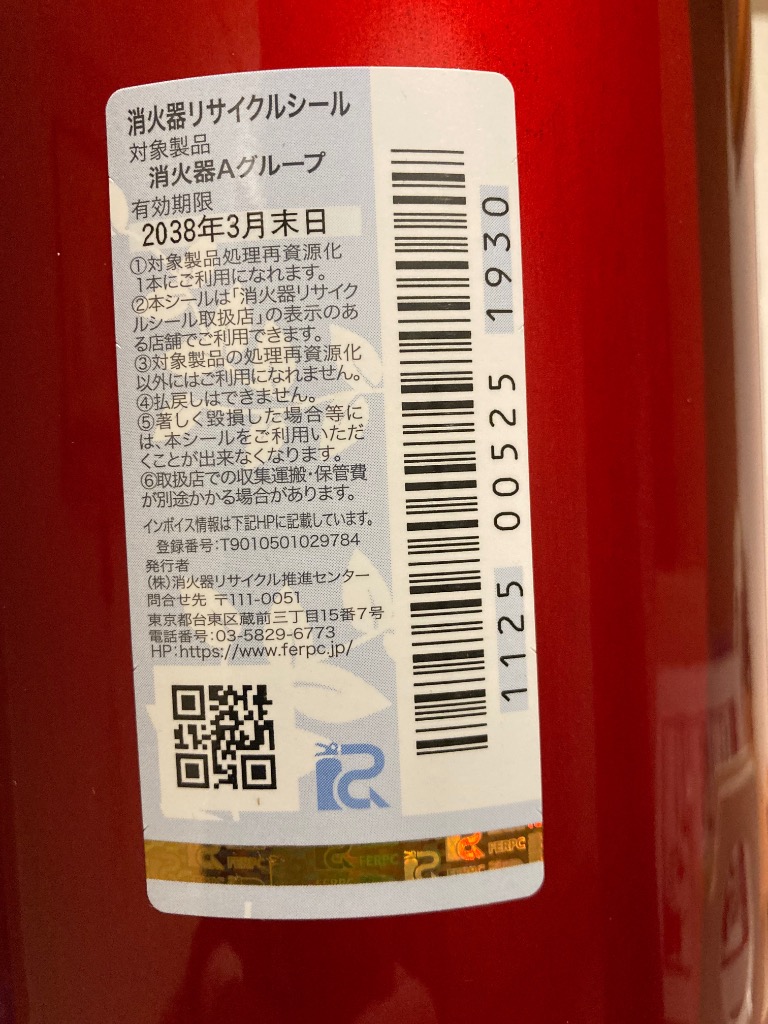 消火器リサイクルシール
対象製品
消火器Aグループ
有効期限
2038年3月末日
①対象製品処理再資源化
1本にご利用になれます。
②本シールは「消火器リサイク
ルシール取扱店」の表示のあ
る店舗でご利用できます。
③対象製品の処理再資源化
以外にはご利用になれません。
④払戻しはできません。
⑤著しく毀損した場合等に
は、本シールをご利用いただ
くことが出来なくなります。
⑥取扱店での収集運搬・保管費
が別途かかる場合があります。
インボイス情報は下記HPに記載しています。
登録番号:T9010501029784
発行者
(株)消火器リサイクル推進センター
問合せ先 〒111-0051
東京都台東区蔵前三丁目15番7号
電話番号:03-5829-6773
HP:https://www.ferpc.jp/
1125 00525 1930
FERPC
FERPC
FERPC